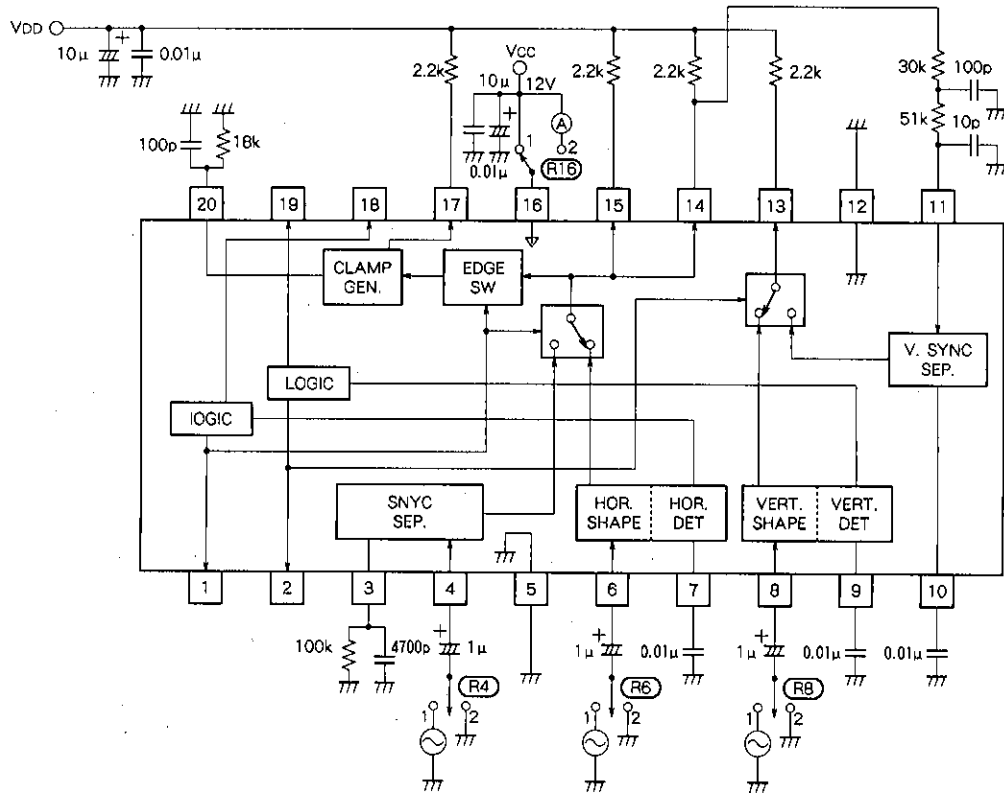 VDD
10μ
+
0.01μ
2.2k
VCC
10μ
12V
+
0.01μ
A
1
2
R16
2.2k
2.2k
2.2k
30k
100p
51k
10p
100p
18k
20
19
18
17
16
15
14
13
12
11
CLAMP
GEN.
EDGE
SW
V. SYNC
SEP.
LOGIC
lOGIC
SNYC
SEP.
HOR.
SHAPE
HOR.
DET
VERT.
SHAPE
VERT.
DET
1
2
3
4
5
6
7
8
9
10
100k
4700p
+
1μ
+
1μ
0.01μ
+
1μ
0.01μ
0.01μ
R4
1
2
R6
1
2
R8
1
2